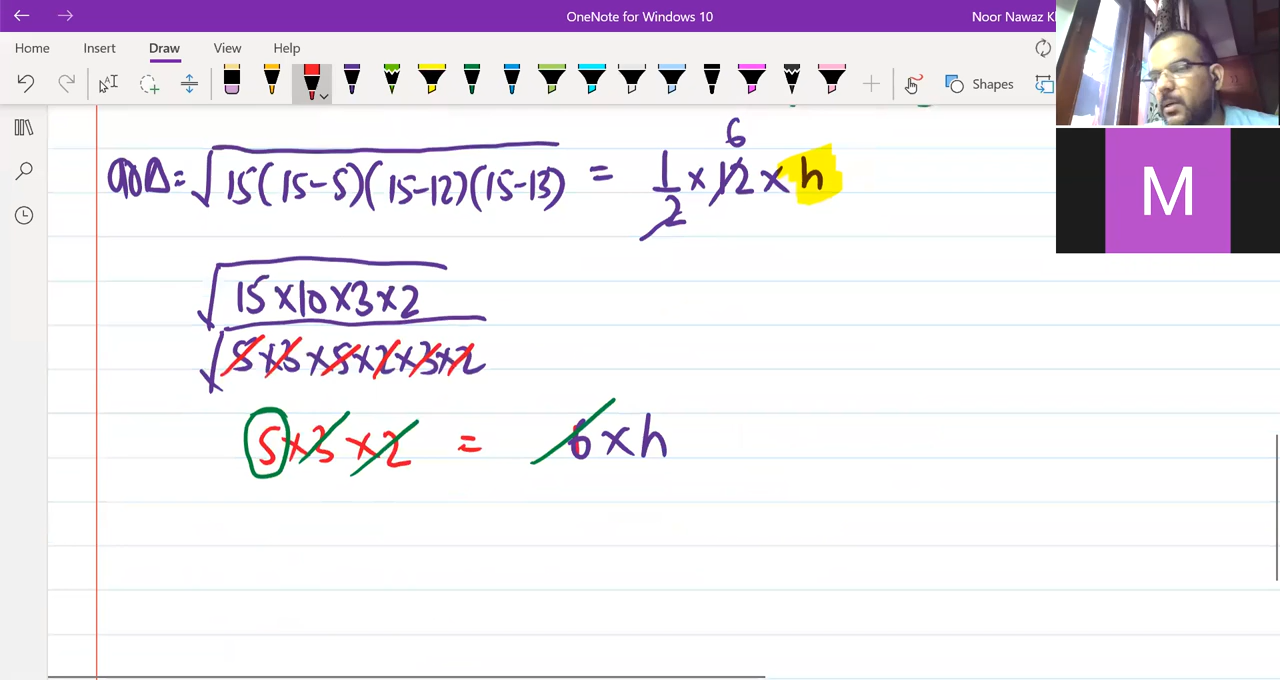 OneNote for Windows 10
Noor Nawaz K
Home Insert Draw View Help
Shapes
6
√15(15-5)(15-12)(15-13) = 1/2 × 12 × h
√15×10×3×2
√5×3×5×2×3×2
5×3×2 = 6×h
M